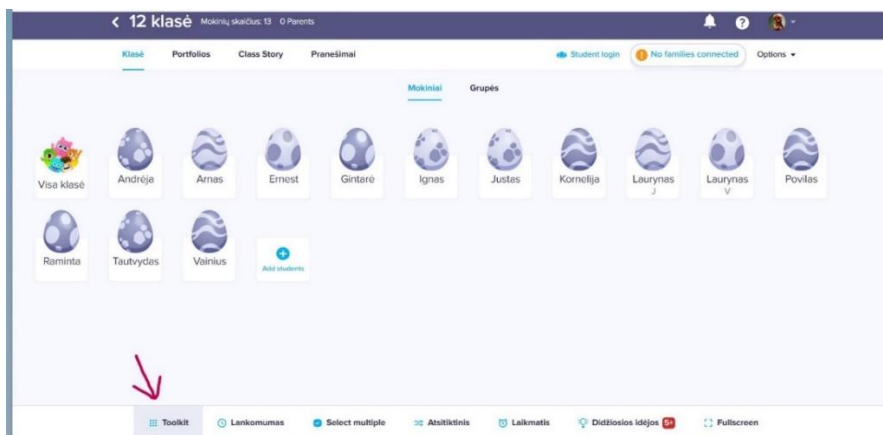 12 klasė Mokinių skaičius: 13 0 Parents
Klasė Portfolios Class Story Pranešimai Student login No families connected Options
Mokiniai Grupės
Visa klasė Andrėja Arnas Ernest Gintarė Ignas Justas Kornelija Laurynas J Laurynas V Povilas
Raminta Tautvydas Vainius Add students
Toolkit Lankomumas Select multiple Atsitiktinis Laikmatis Didžiosios idėjos 5+ Fullscreen